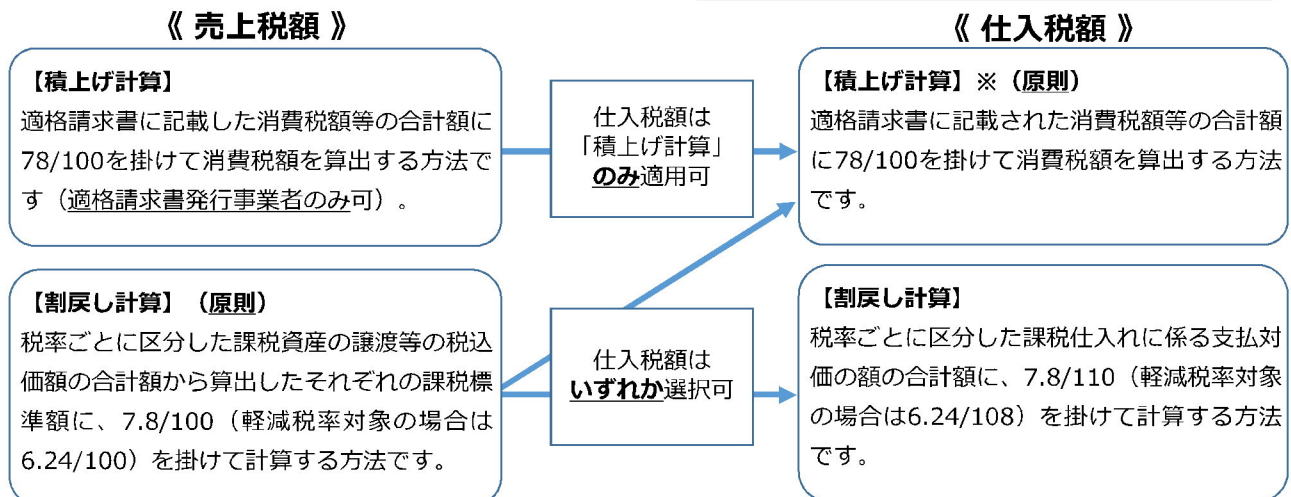 《 売上税額 》
《 仕入税額 》
【積上げ計算】
適格請求書に記載した消費税額等の合計額に
78/100を掛けて消費税額を算出する方法で
す（適格請求書発行事業者のみ可）。
仕入税額は
「積上げ計算」
のみ適用可
【積上げ計算】※（原則）
適格請求書に記載された消費税額等の合計額
に78/100を掛けて消費税額を算出する方法
です。
【割戻し計算】（原則）
税率ごとに区分した課税資産の譲渡等の税込
価額の合計額から算出したそれぞれの課税標
準額に、7.8/100（軽減税率対象の場合は
6.24/100）を掛けて計算する方法です。
仕入税額は
いずれか選択可
【割戻し計算】
税率ごとに区分した課税仕入れに係る支払対
価の額の合計額に、7.8/110（軽減税率対象
の場合は6.24/108）を掛けて計算する方法
です。